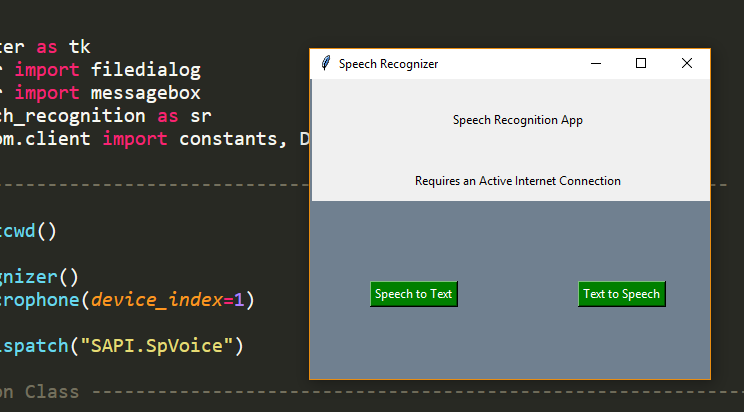 ter as tk
r import filedialog
r import messagebox
ch_recognition as sr
om.client import constants, D
tcwd()
gnizer()
crophone(device_index=1)
ispatch("SAPI.SpVoice")
on Class
Speech Recognizer
Speech Recognition App
Requires an Active Internet Connection
Speech to Text
Text to Speech